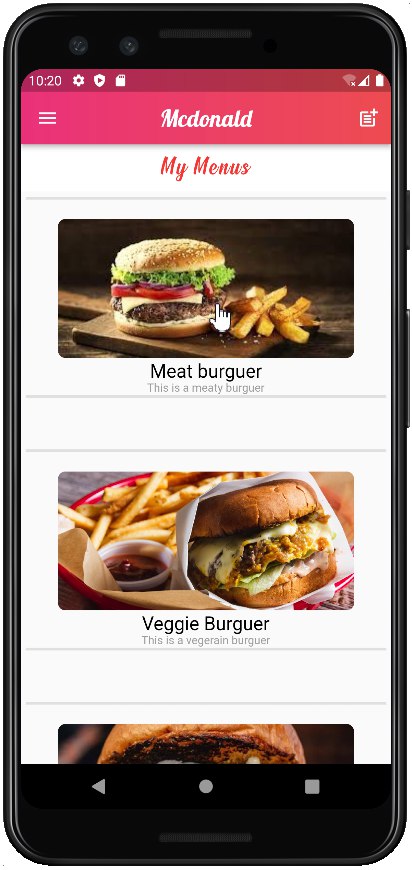 10:20
Mcdonald
My Menus
Meat burguer
This is a meaty burguer
Veggie Burguer
This is a vegerain burguer